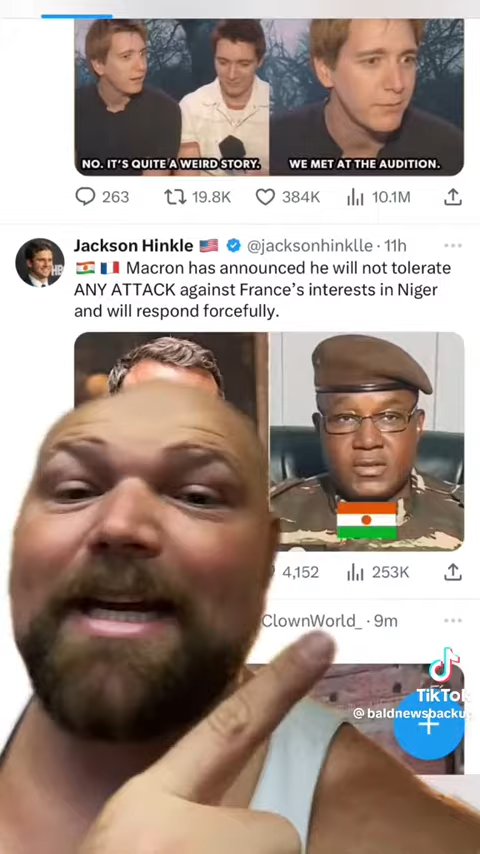 NO. IT'S QUITE A WEIRD STORY.
WE MET AT THE AUDITION.
263 19.8K 384K 10.1M
Jackson Hinkle 🇺🇸 @jacksonhinklle · 11h
🇳🇪 🇫🇷 Macron has announced he will not tolerate
ANY ATTACK against France's interests in Niger
and will respond forcefully.
4,152 253K
ClownWorld_ · 9m
TikTok
@baldnewsbackup